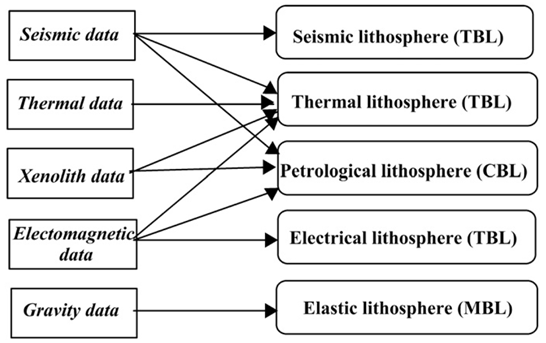 Seismic data
Seismic lithosphere (TBL)
Thermal data
Thermal lithosphere (TBL)
Xenolith data
Petrological lithosphere (CBL)
Electomagnetic
data
Electrical lithosphere (TBL)
Gravity data
Elastic lithosphere (MBL)